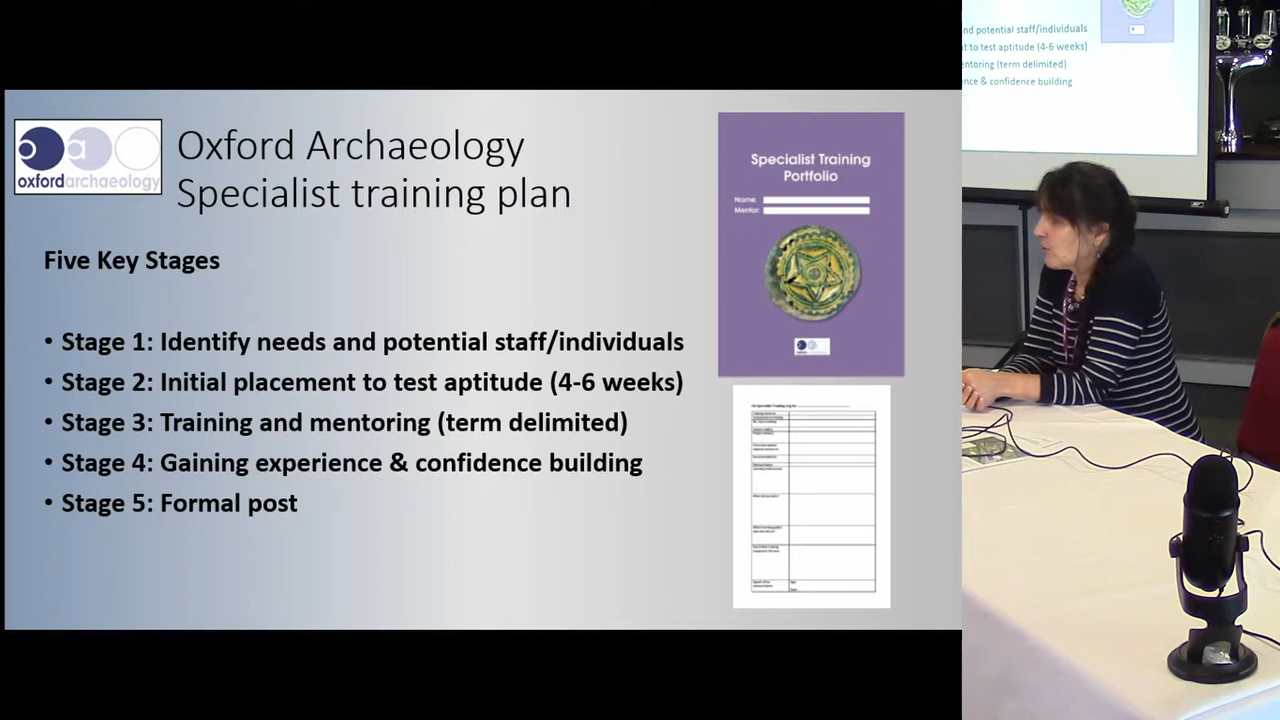 oa
oxfordarchaeology
Oxford Archaeology
Specialist training plan
Five Key Stages
• Stage 1: Identify needs and potential staff/individuals
• Stage 2: Initial placement to test aptitude (4-6 weeks)
• Stage 3: Training and mentoring (term delimited)
• Stage 4: Gaining experience & confidence building
• Stage 5: Formal post
Specialist Training
Portfolio
Name:
Mentor:
nd potential staff/individuals
t to test aptitude (4-6 weeks)
entoring (term delimited)
ence & confidence building